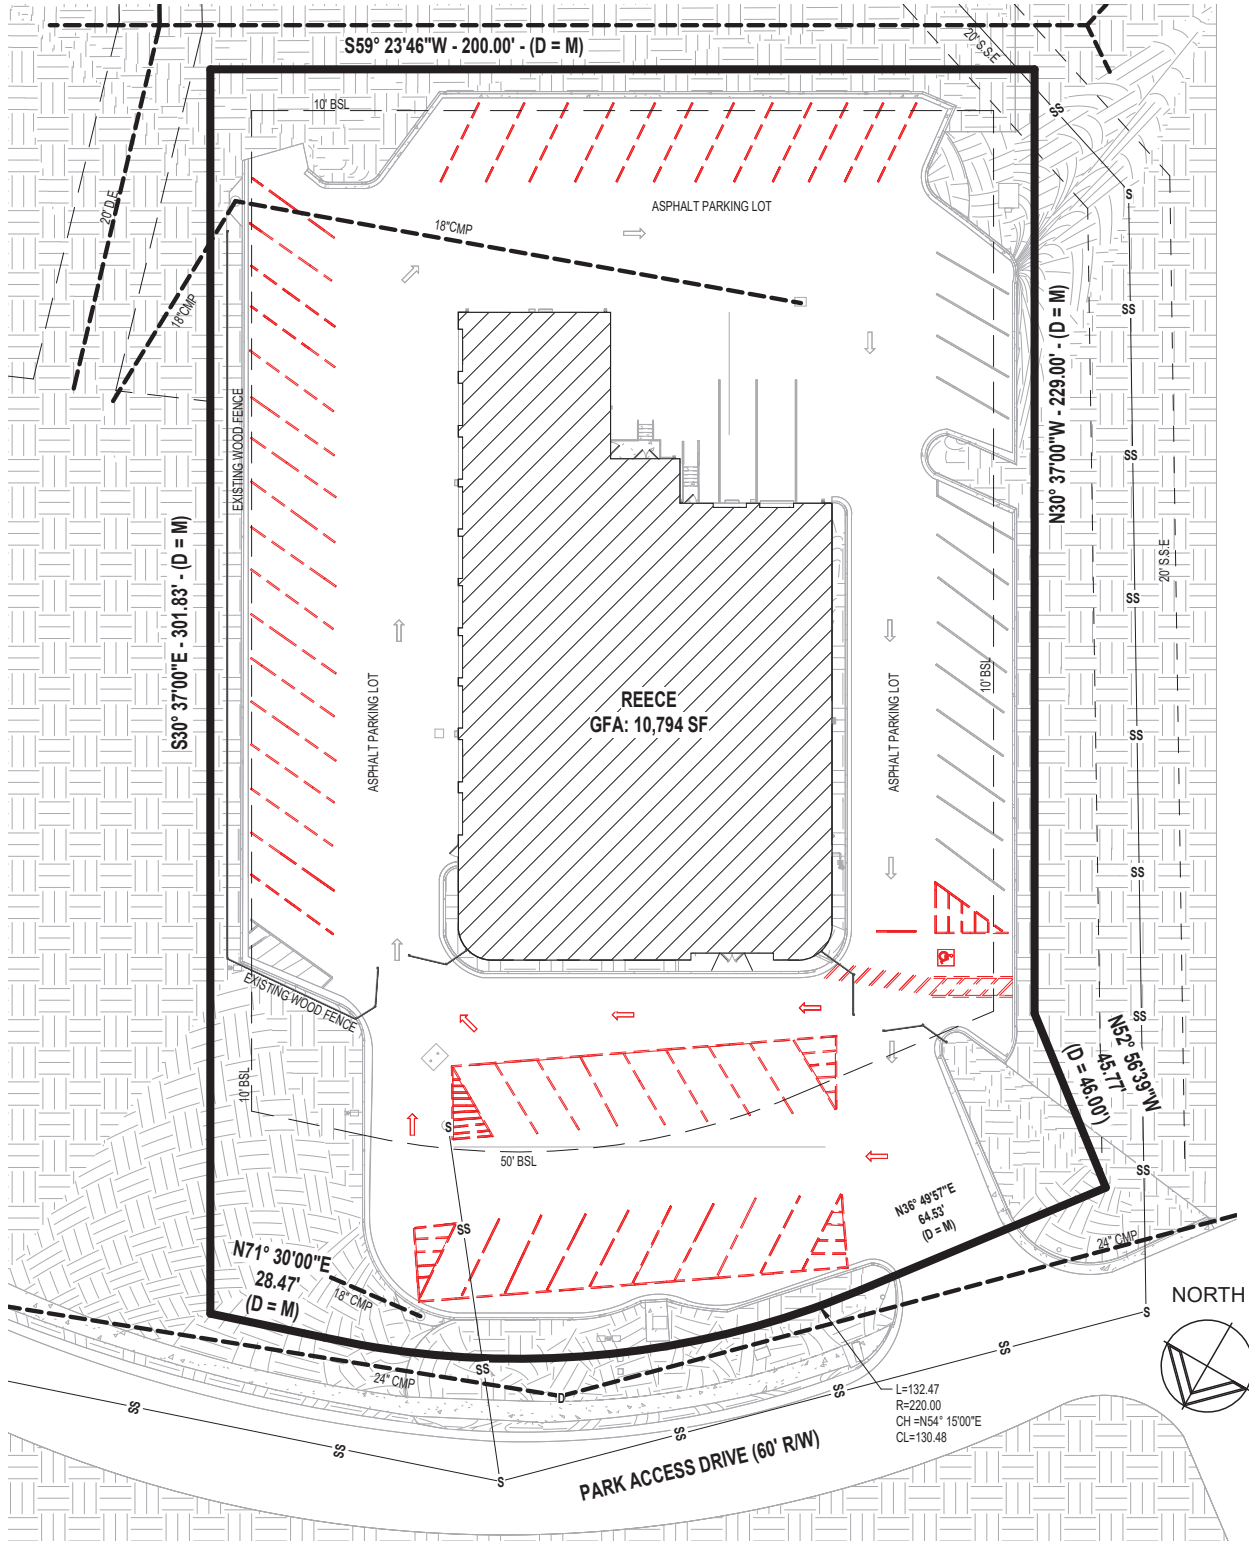 20' S.S.E
S59° 23'46"W - 200.00' - (D = M)
10' BSL
SS
20' D.E.
S
ASPHALT PARKING LOT
18"CMP
18"CMP
SS
N30° 37'00"W - 229.00' - (D = M)
EXISTING WOOD FENCE
SS
S30° 37'00"E - 301.83' - (D = M)
20' S.S.E
SS
10' BSL
REECE
GFA: 10,794 SF
ASPHALT PARKING LOT
ASPHALT PARKING LOT
SS
SS
EXISTING WOOD FENCE
SS
N52° 56'39"W
45.77'
(D = 46.00')
10' BSL
S
50' BSL
SS
N36° 49'57"E
64.53'
(D = M)
SS
24" CMP
N71° 30'00"E
28.47'
(D = M)
18" CMP
NORTH
S
SS
SS
24" CMP
D
SS
L=132.47
R=220.00
CH =N54° 15'00"E
CL=130.48
SS
SS
SS
S
PARK ACCESS DRIVE (60' R/W)